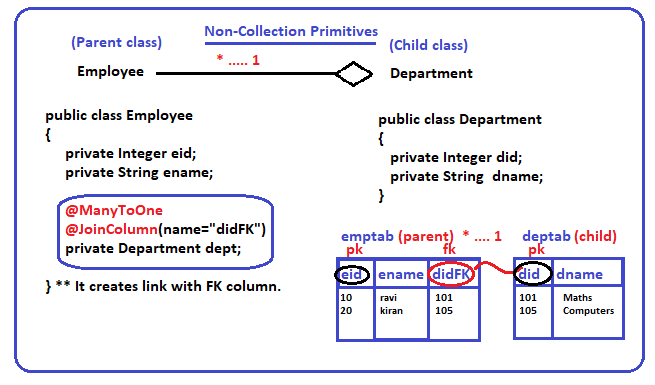 Non-Collection Primitives
(Parent class)
(Child class)
* ..... 1
Employee
Department
public class Employee
{
private Integer eid;
private String ename;
@ManyToOne
@JoinColumn(name="didFK")
private Department dept;
} ** It creates link with FK column.
public class Department
{
private Integer did;
private String dname;
}
emptab (parent) * .... 1 deptab (child)
pk fk pk
eid ename didFK did dname
10 ravi 101 101 Maths
20 kiran 105 105 Computers